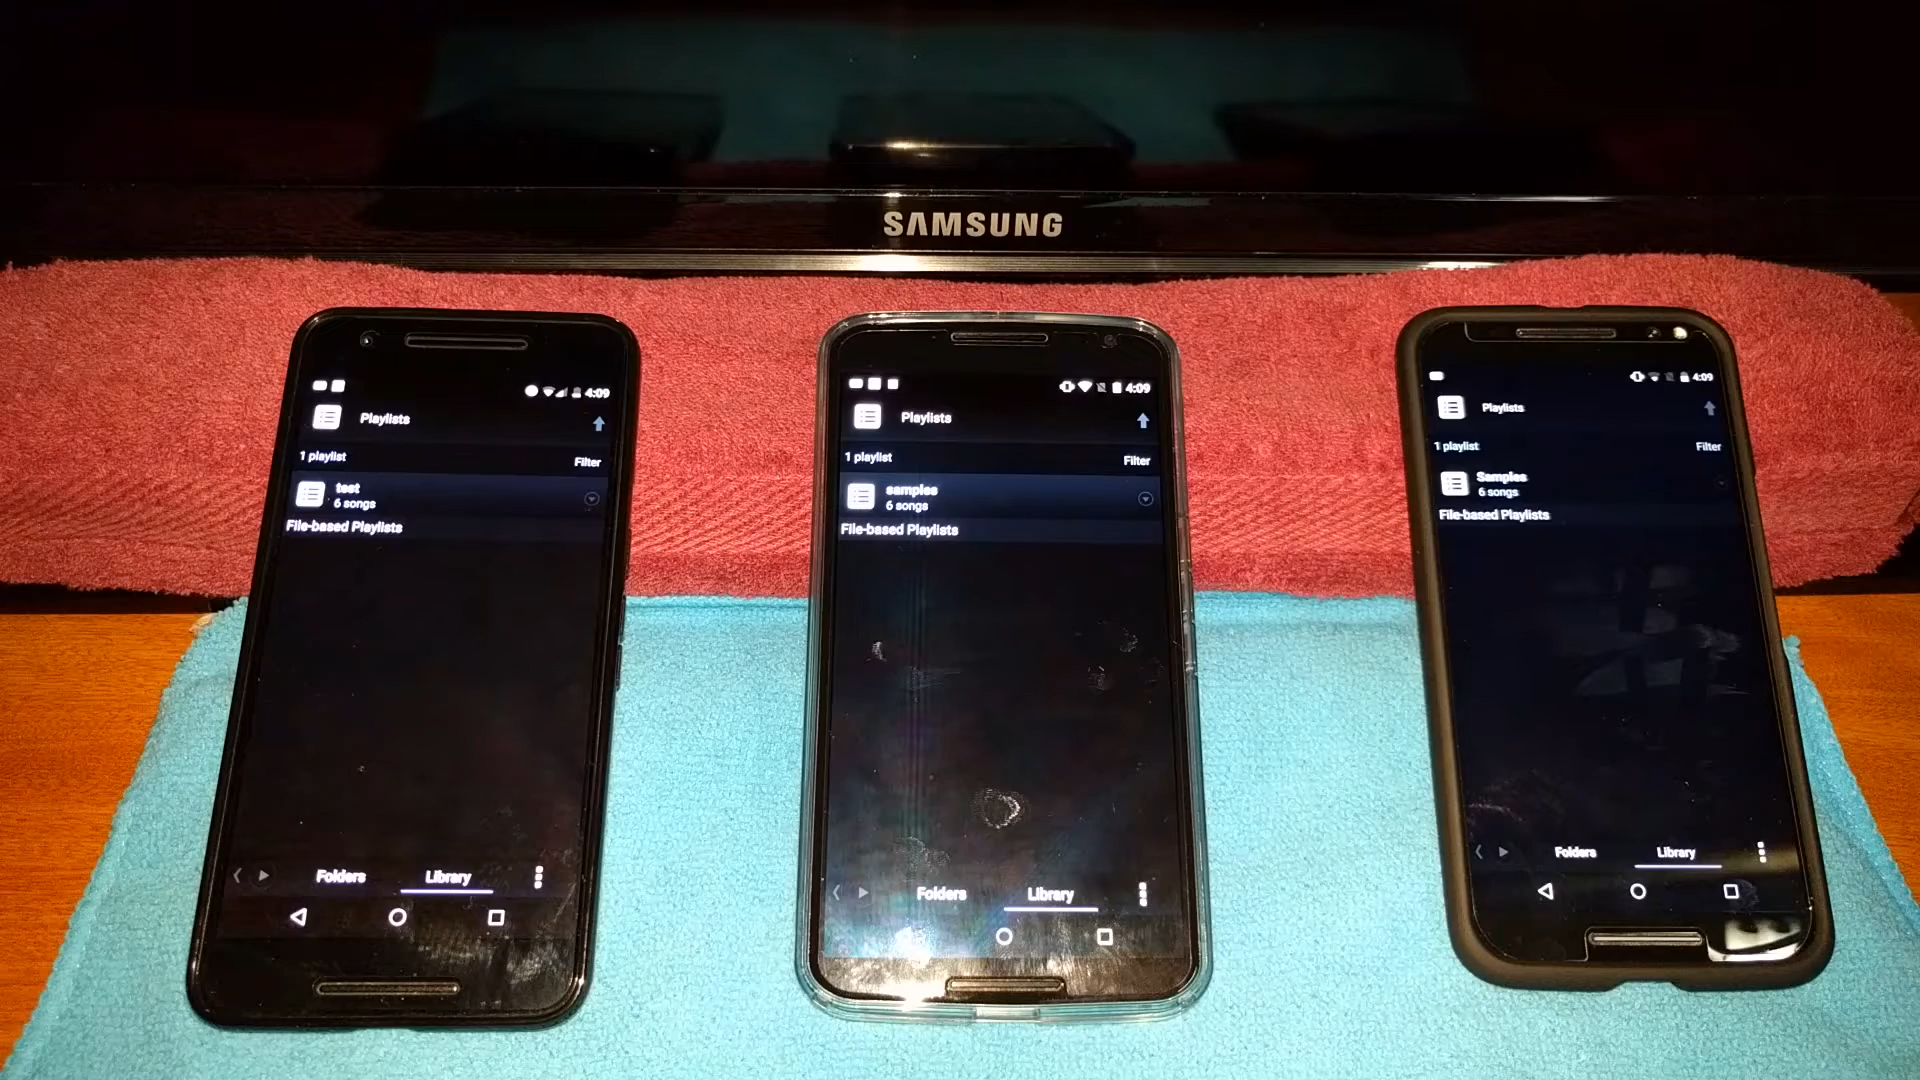 SAMSUNG
4:09
Playlists
1 playlist
Filter
test
6 songs
File-based Playlists
Folders
Library
4:09
Playlists
1 playlist
Filter
samples
6 songs
File-based Playlists
Folders
Library
4:09
Playlists
1 playlist
Filter
Samples
6 songs
File-based Playlists
Folders
Library